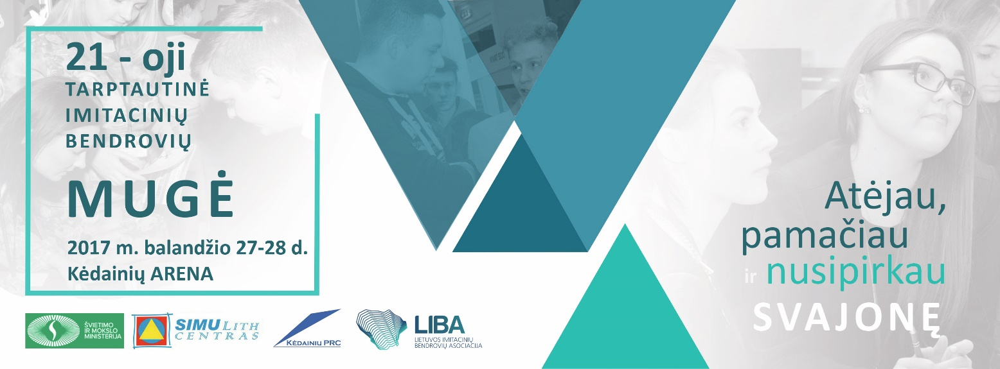 21 - oji
TARPTAUTINĖ
IMITACINIŲ
BENDROVIŲ
MUGĖ
2017 m. balandžio 27-28 d.
Kėdainių ARENA
Atėjau,
pamačiau
ir nusipirkau
SVAJONĘ
ŠVIETIMO
IR MOKSLO
MINISTERIJA
SIMULITH
CENTRAS
KĖDAINIŲ PRC
LIBA
LIETUVOS IMITACINIŲ
BENDROVIŲ ASOCIACIJA